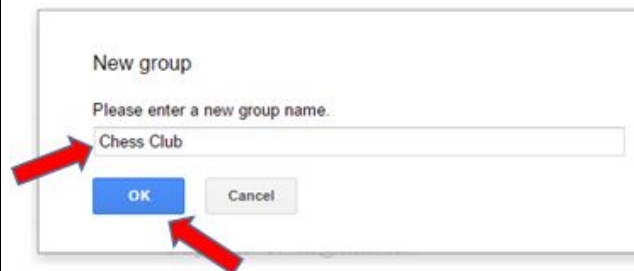 New group
Please enter a new group name.
Chess Club
OK
Cancel